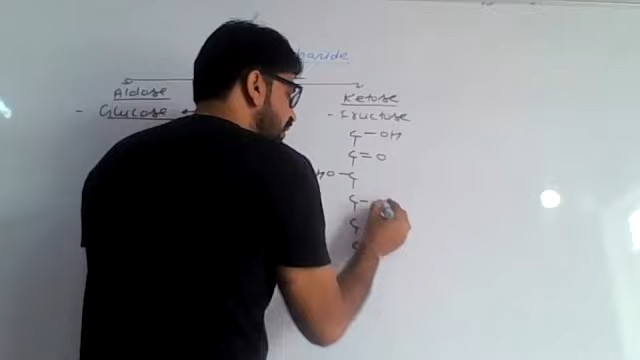 Aldose
Ketose
- Glucose
- Fructose
C-OH
C=O
HO-C
C-
C
C